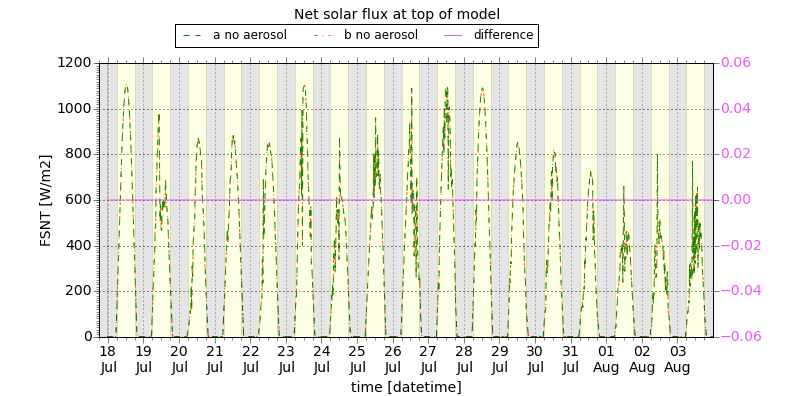 Net solar flux at top of model
a no aerosol b no aerosol difference
1200 0.06
1000 0.04
800 0.02
600 0.00
400 −0.02
200 −0.04
0 −0.06
FSNT [W/m2]
18 19 20 21 22 23 24 25 26 27 28 29 30 31 01 02 03
Jul Jul Jul Jul Jul Jul Jul Jul Jul Jul Jul Jul Jul Jul Aug Aug Aug
time [datetime]